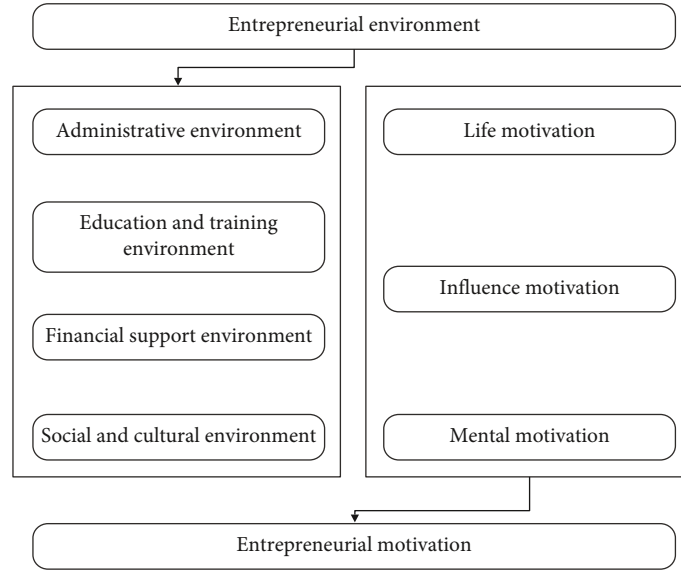 Entrepreneurial environment
Administrative environment
Education and training
environment
Financial support environment
Social and cultural environment
Life motivation
Influence motivation
Mental motivation
Entrepreneurial motivation